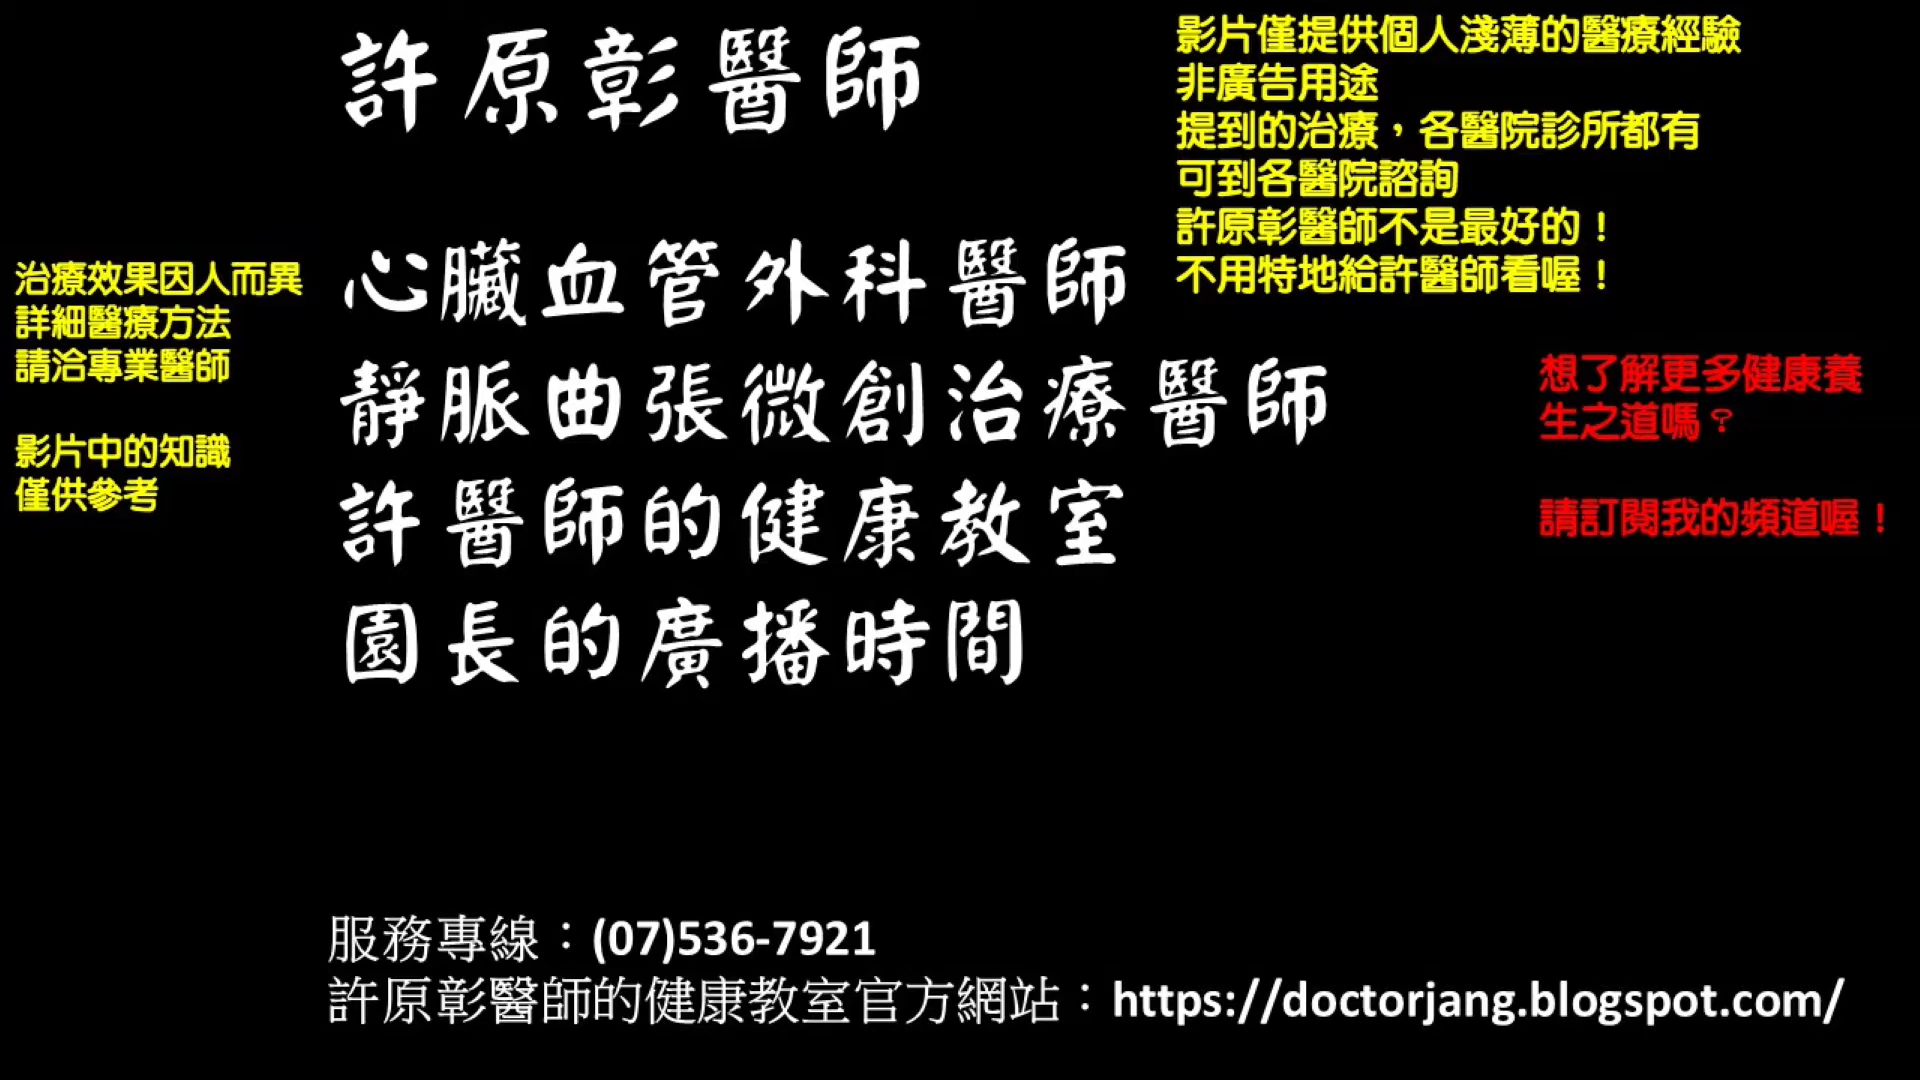 許原彰醫師
影片僅提供個人淺薄的醫療經驗
非廣告用途
提到的治療，各醫院診所都有
可到各醫院諮詢
許原彰醫師不是最好的！
不用特地給許醫師看喔！
治療效果因人而異
詳細醫療方法
請洽專業醫師
影片中的知識
僅供參考
心臟血管外科醫師
靜脈曲張微創治療醫師
許醫師的健康教室
園長的廣播時間
想了解更多健康養
生之道嗎？
請訂閱我的頻道喔！
服務專線：(07)536-7921
許原彰醫師的健康教室官方網站：https://doctorjang.blogspot.com/